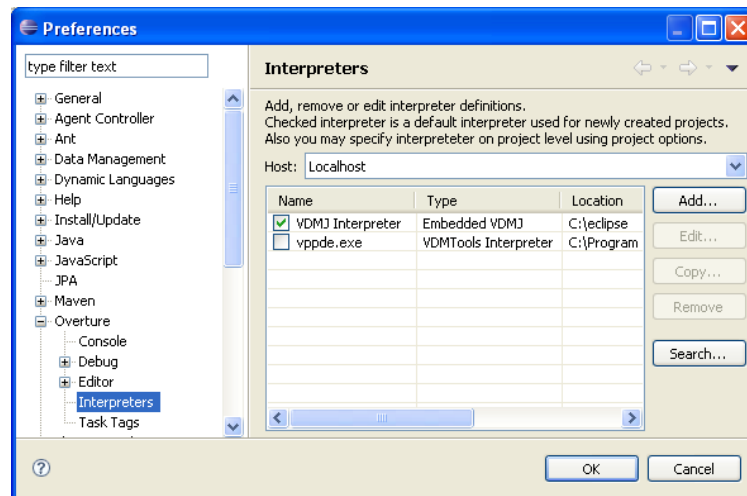 Preferences
type filter text
General
Agent Controller
Ant
Data Management
Dynamic Languages
Help
Install/Update
Java
JavaScript
JPA
Maven
Overture
Console
Debug
Editor
Interpreters
Task Tags
Interpreters
Add, remove or edit interpreter definitions.
Checked interpreter is a default interpreter used for newly created projects.
Also you may specify interpreteter on project level using project options.
Host: Localhost
Name Type Location
VDMJ Interpreter Embedded VDMJ C:\eclipse
vppde.exe VDMTools Interpreter C:\Program
Add...
Edit...
Copy...
Remove
Search...
OK Cancel